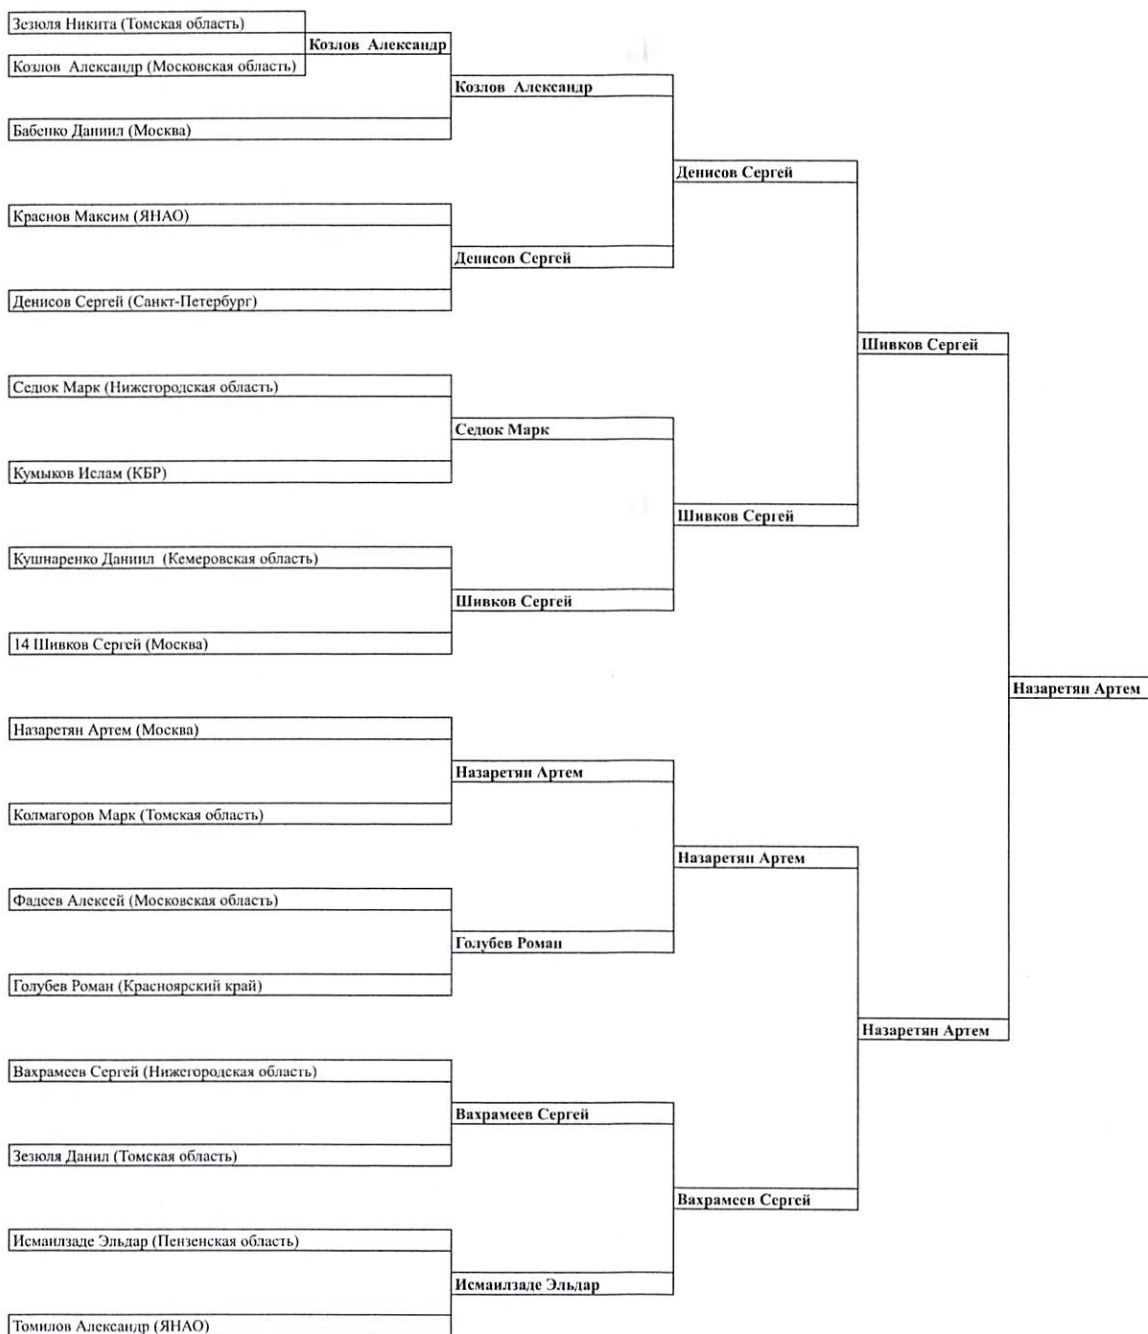 Зезюля Никита (Томская область)
Козлов Александр
Козлов Александр (Московская область)
Козлов Александр
Бабенко Даниил (Москва)
Денисов Сергей
Краснов Максим (ЯНАО)
Денисов Сергей
Денисов Сергей (Санкт-Петербург)
Шивков Сергей
Седюк Марк (Нижегородская область)
Седюк Марк
Кумыков Ислам (КБР)
Шивков Сергей
Кушнаренко Даниил (Кемеровская область)
Шивков Сергей
14 Шивков Сергей (Москва)
Назаретян Артем
Назаретян Артем (Москва)
Назаретян Артем
Колмагоров Марк (Томская область)
Назаретян Артем
Фадеев Алексей (Московская область)
Голубев Роман
Голубев Роман (Красноярский край)
Назаретян Артем
Вахрамеев Сергей (Нижегородская область)
Вахрамеев Сергей
Зезюля Данил (Томская область)
Вахрамеев Сергей
Исмаилзаде Эльдар (Пензенская область)
Исмаилзаде Эльдар
Томилов Александр (ЯНАО)